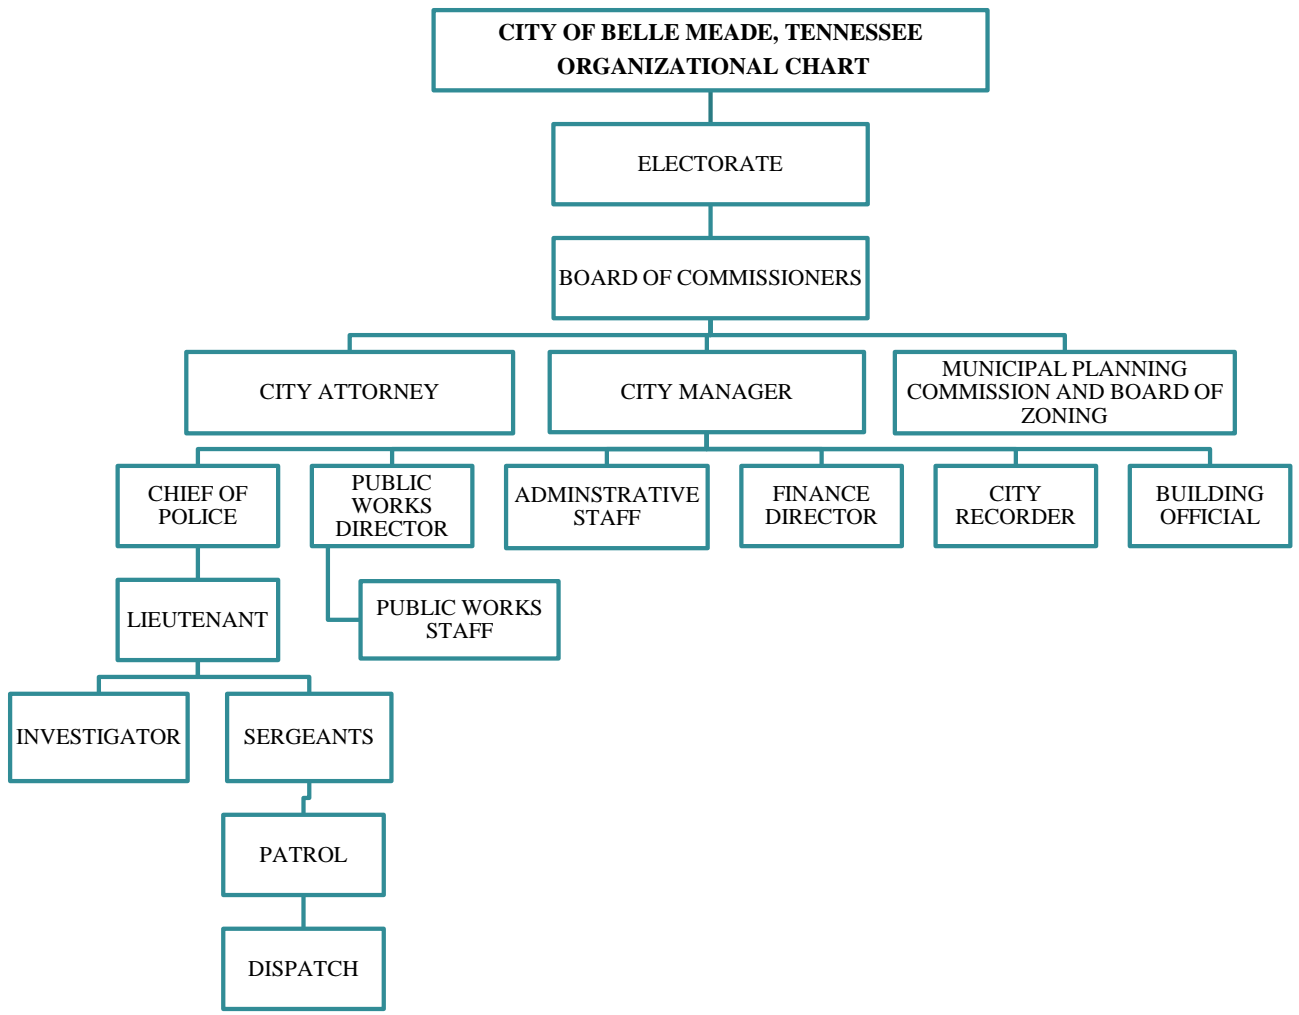 CITY OF BELLE MEADE, TENNESSEE
ORGANIZATIONAL CHART
ELECTORATE
BOARD OF COMMISSIONERS
CITY ATTORNEY
CITY MANAGER
MUNICIPAL PLANNING
COMMISSION AND BOARD OF
ZONING
CHIEF OF
POLICE
PUBLIC
WORKS
DIRECTOR
ADMINSTRATIVE
STAFF
FINANCE
DIRECTOR
CITY
RECORDER
BUILDING
OFFICIAL
LIEUTENANT
PUBLIC WORKS
STAFF
INVESTIGATOR
SERGEANTS
PATROL
DISPATCH